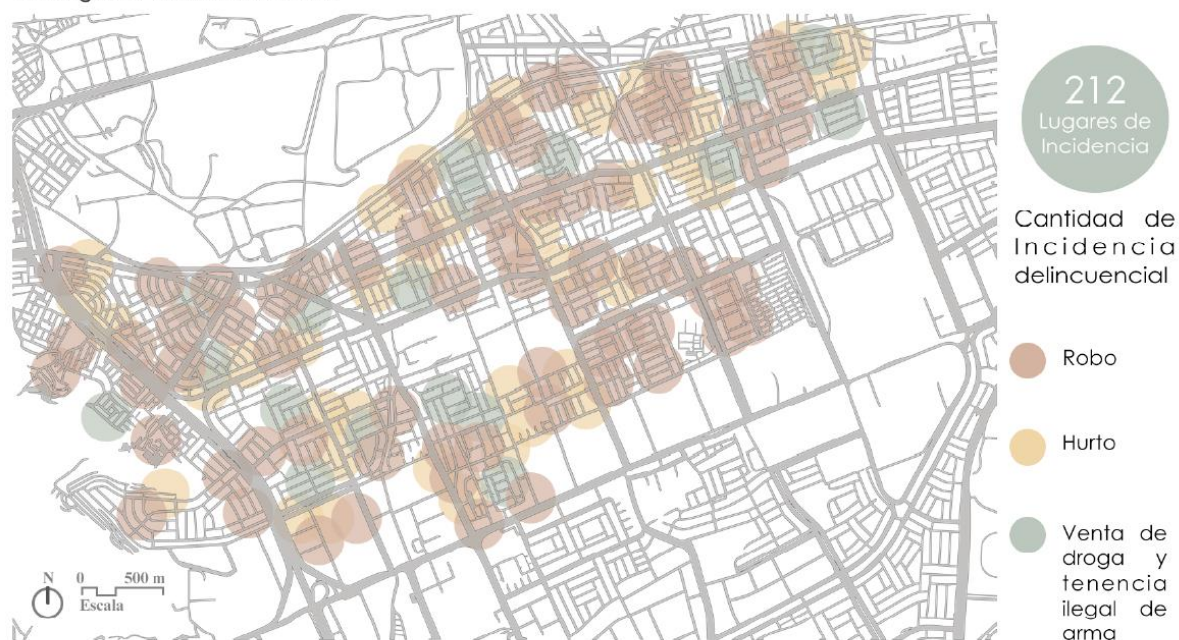 212
Lugares de
Incidencia
Cantidad de
Incidencia
delincuencial
Robo
Hurto
Venta de
droga y
tenencia
ilegal de
arma
N
0 500 m
Escala